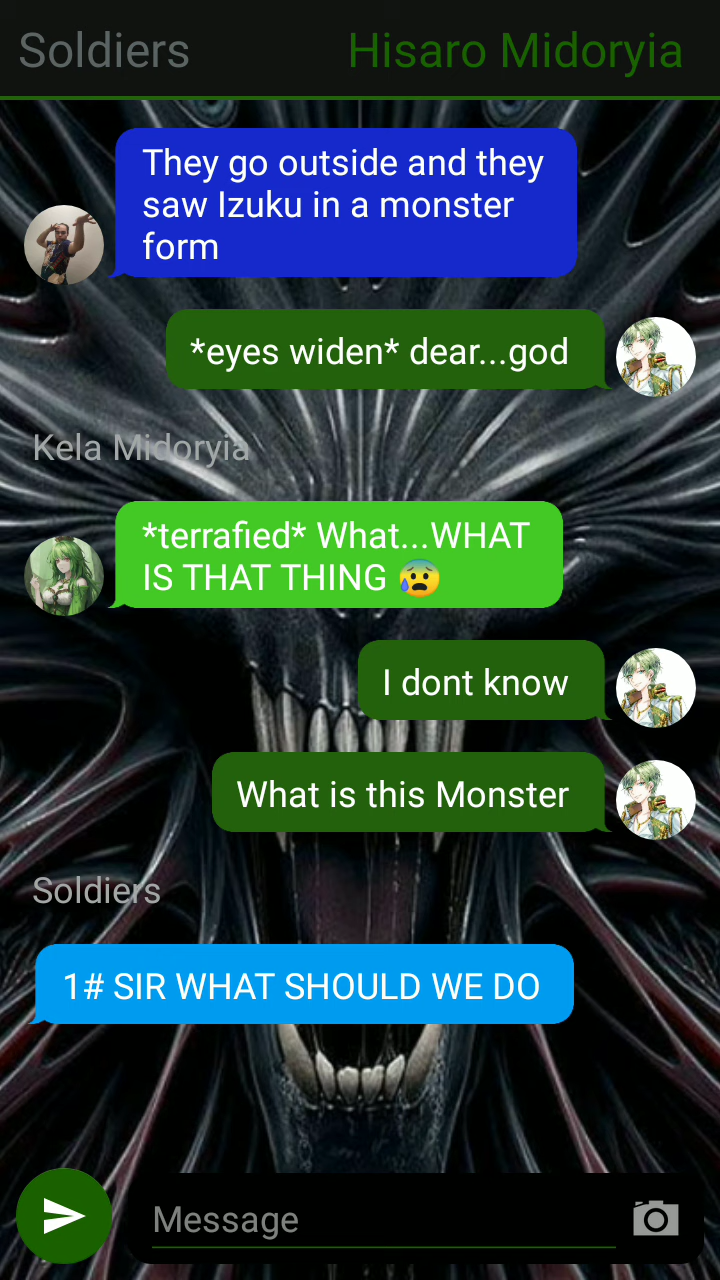 Soldiers Hisaro Midoryia
They go outside and they
saw Izuku in a monster
form
*eyes widen* dear...god
Kela Midoryia
*terrafied* What...WHAT
IS THAT THING 😰
I dont know
What is this Monster
Soldiers
1# SIR WHAT SHOULD WE DO
Message